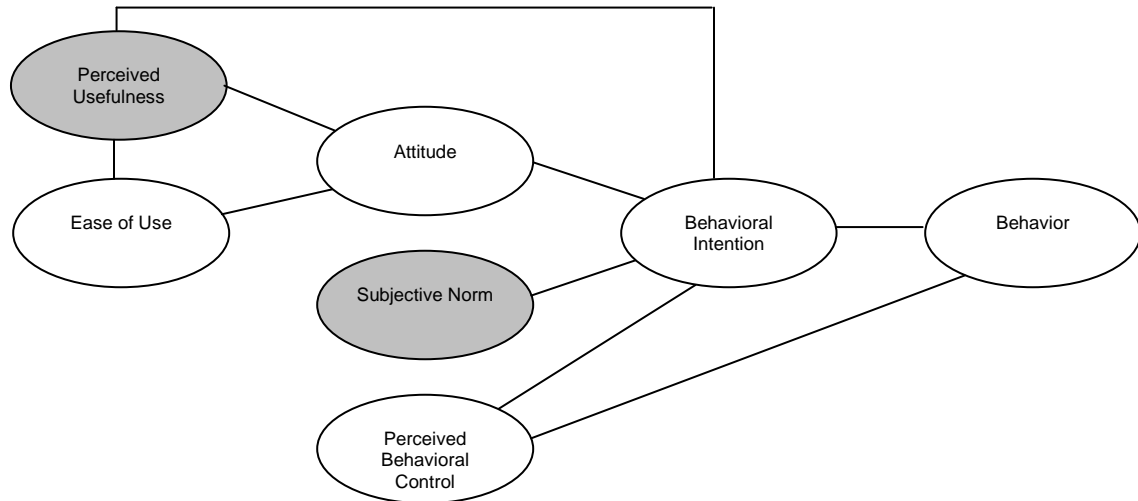 Perceived
Usefulness
Attitude
Ease of Use
Behavioral
Intention
Behavior
Subjective Norm
Perceived
Behavioral
Control